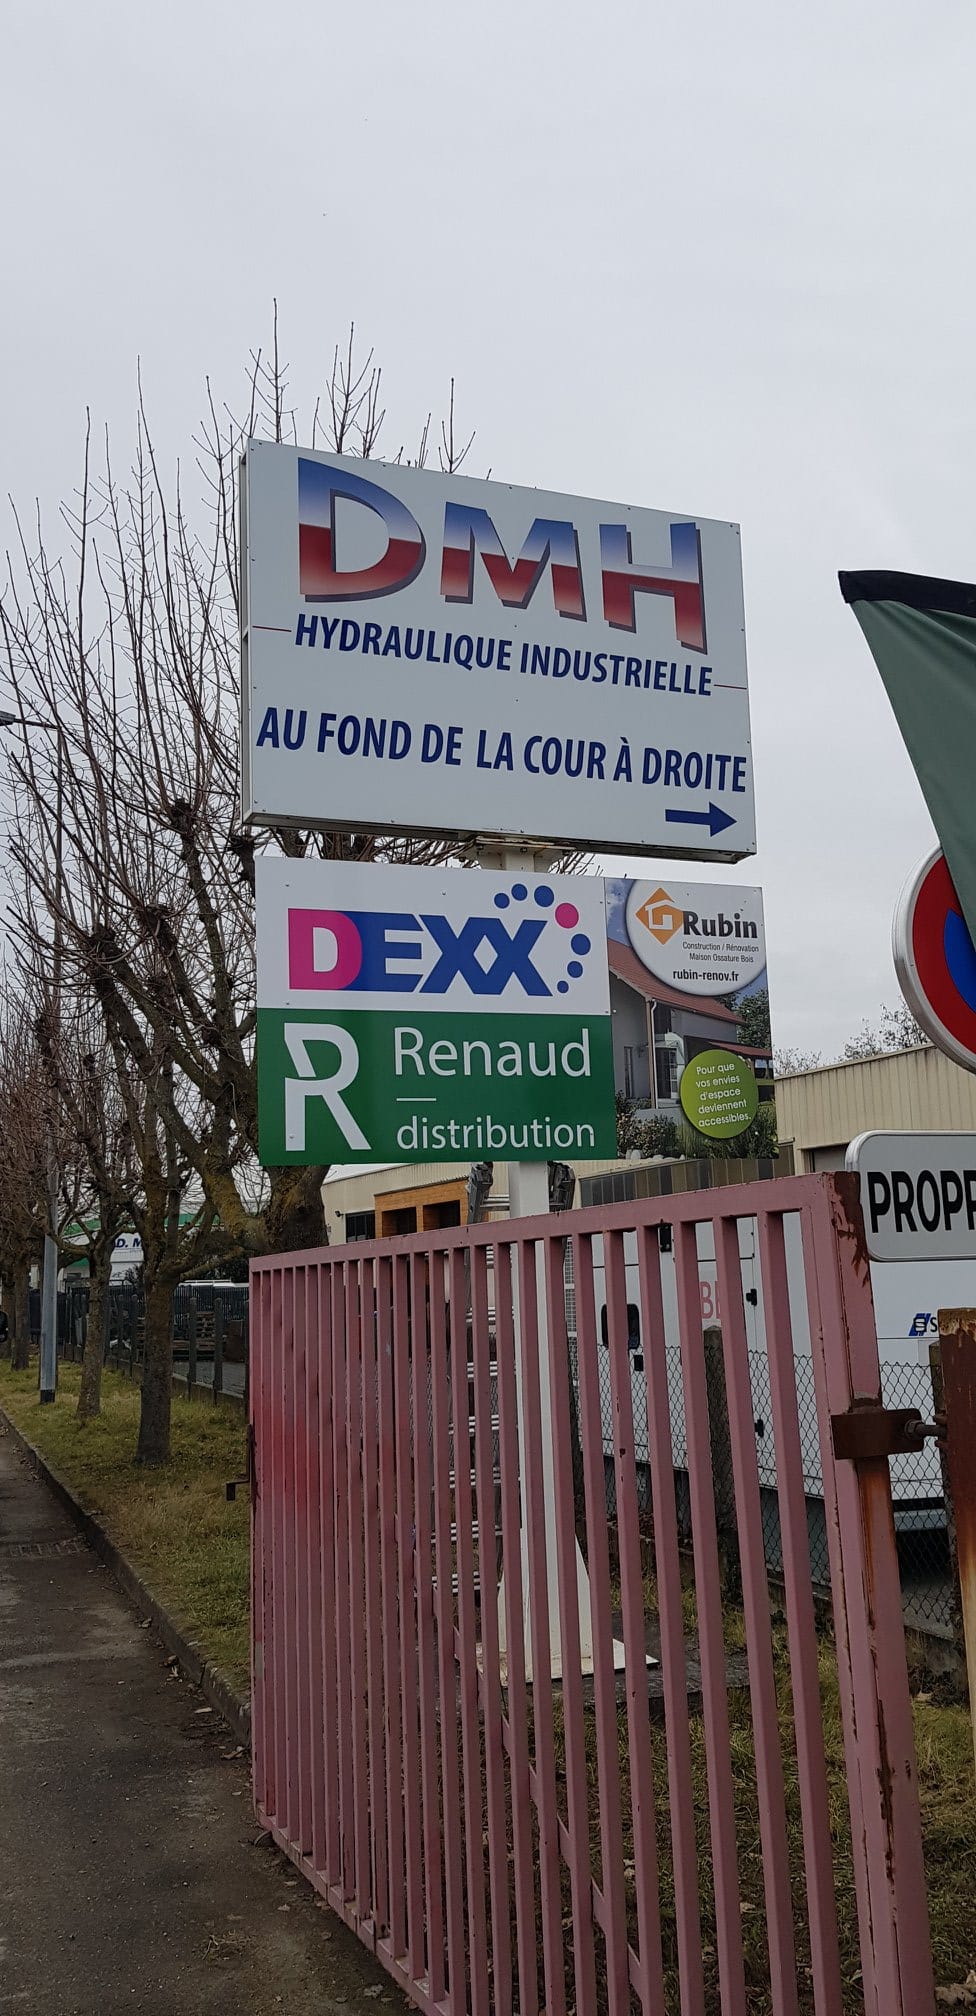 DMH
HYDRAULIQUE INDUSTRIELLE
AU FOND DE LA COUR À DROITE
DEXX
Rubin
Construction / Rénovation
Maison Ossature Bois
rubin-renov.fr
R Renaud
distribution
Pour que
vos envies
d'espace
deviennent
accessibles.